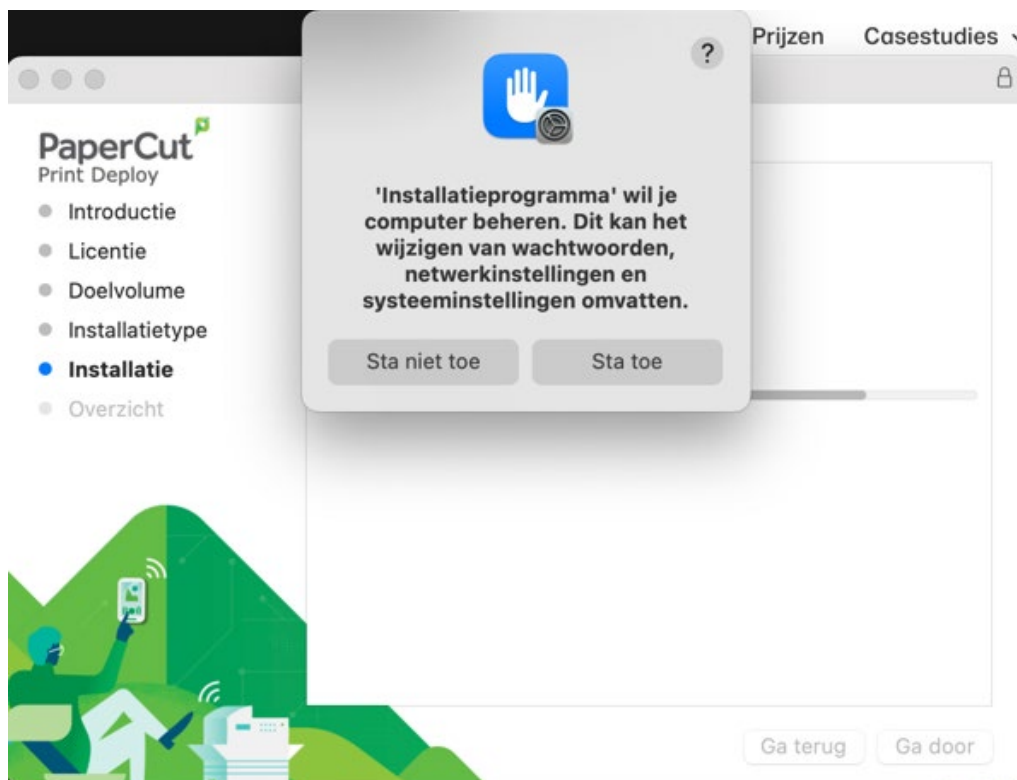 Prijzen Casestudies
?
PaperCut
Print Deploy
Introductie
Licentie
Doelvolume
Installatietype
Installatie
Overzicht
'Installatieprogramma' wil je
computer beheren. Dit kan het
wijzigen van wachtwoorden,
netwerkinstellingen en
systeeminstellingen omvatten.
Sta niet toe Sta toe
Ga terug Ga door